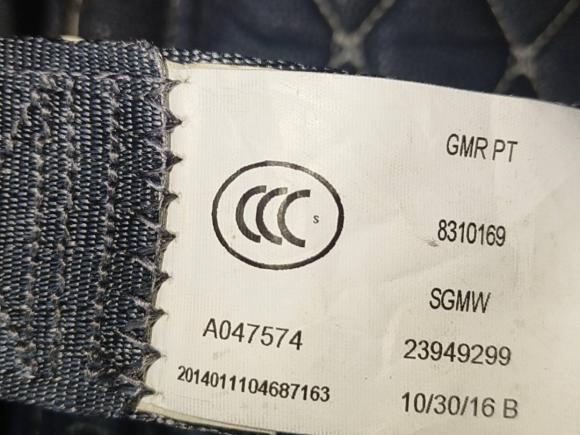 CCC S
A047574
2014011104687163
GMR PT
8310169
SGMW
23949299
10/30/16 B